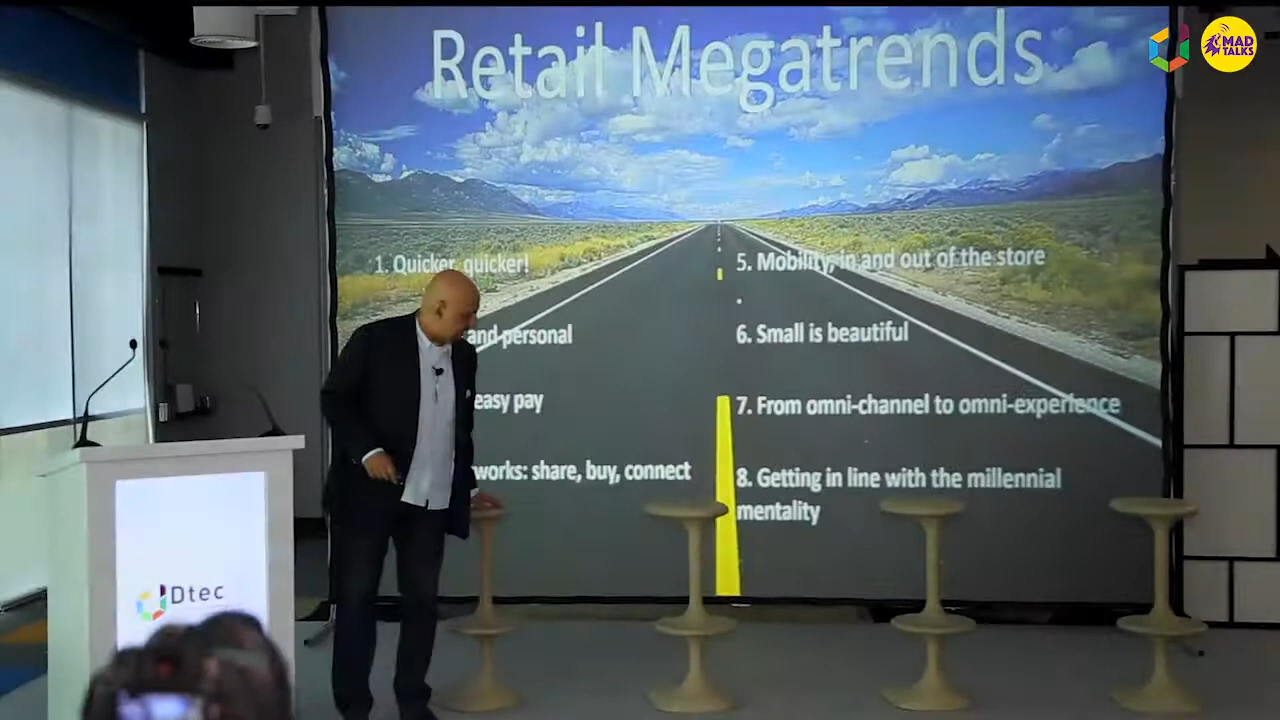 Retail Megatrends
MAD
TALKS
1. Quicker, quicker!
and personal
easy pay
works: share, buy, connect
5. Mobility, in and out of the store
6. Small is beautiful
7. From omni-channel to omni-experience
8. Getting in line with the millennial
mentality
Dtec